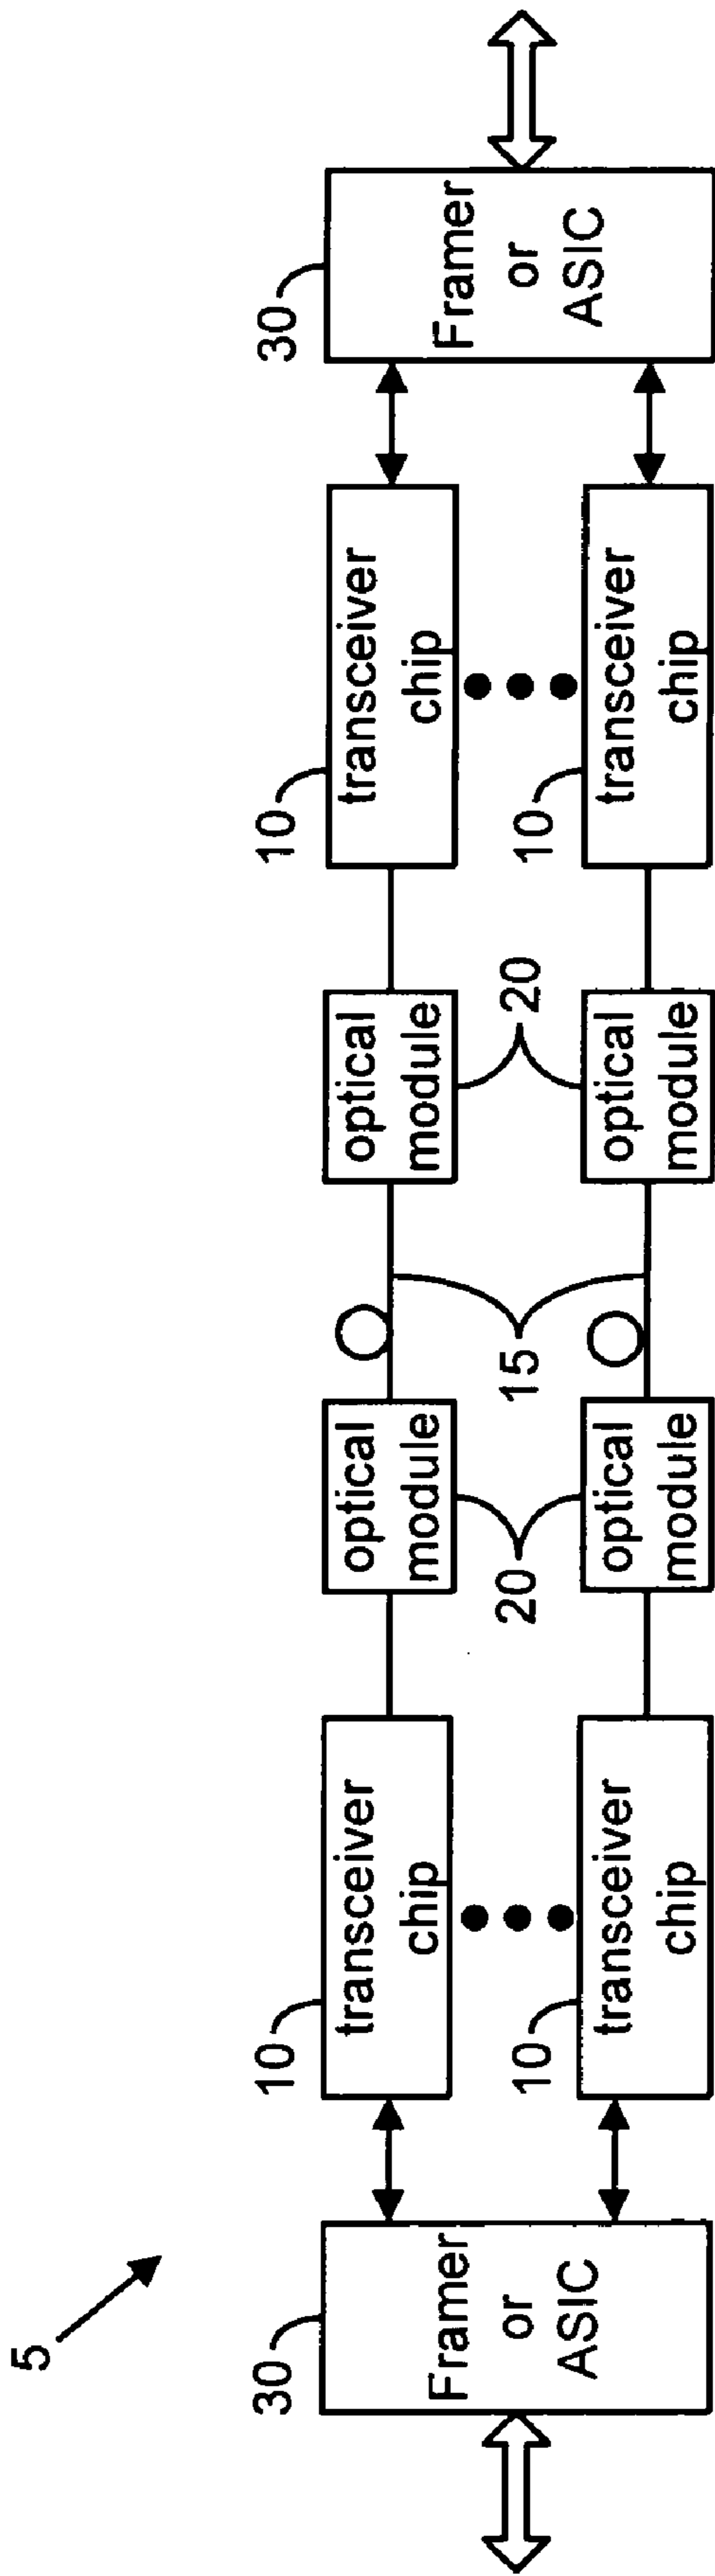 5
30
Framer
or
ASIC
10
transceiver
chip
10
transceiver
chip
optical
module
20
optical
module
15
optical
module
20
optical
module
10
transceiver
chip
10
transceiver
chip
30
Framer
or
ASIC